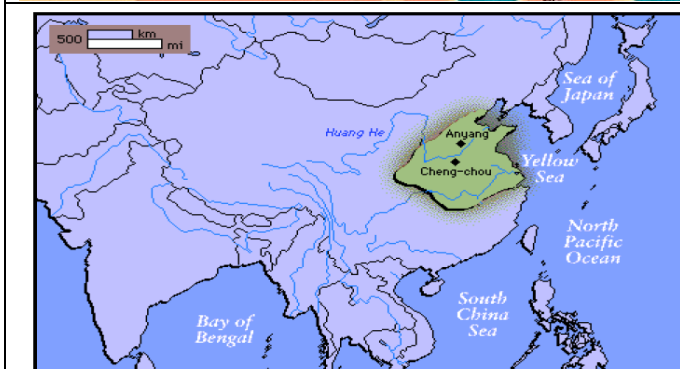 500 km
mi
Sea of
Japan
Huang He
Anyang
Cheng-chou
Yellow
Sea
North
Pacific
Ocean
South
China
Sea
Bay of
Bengal